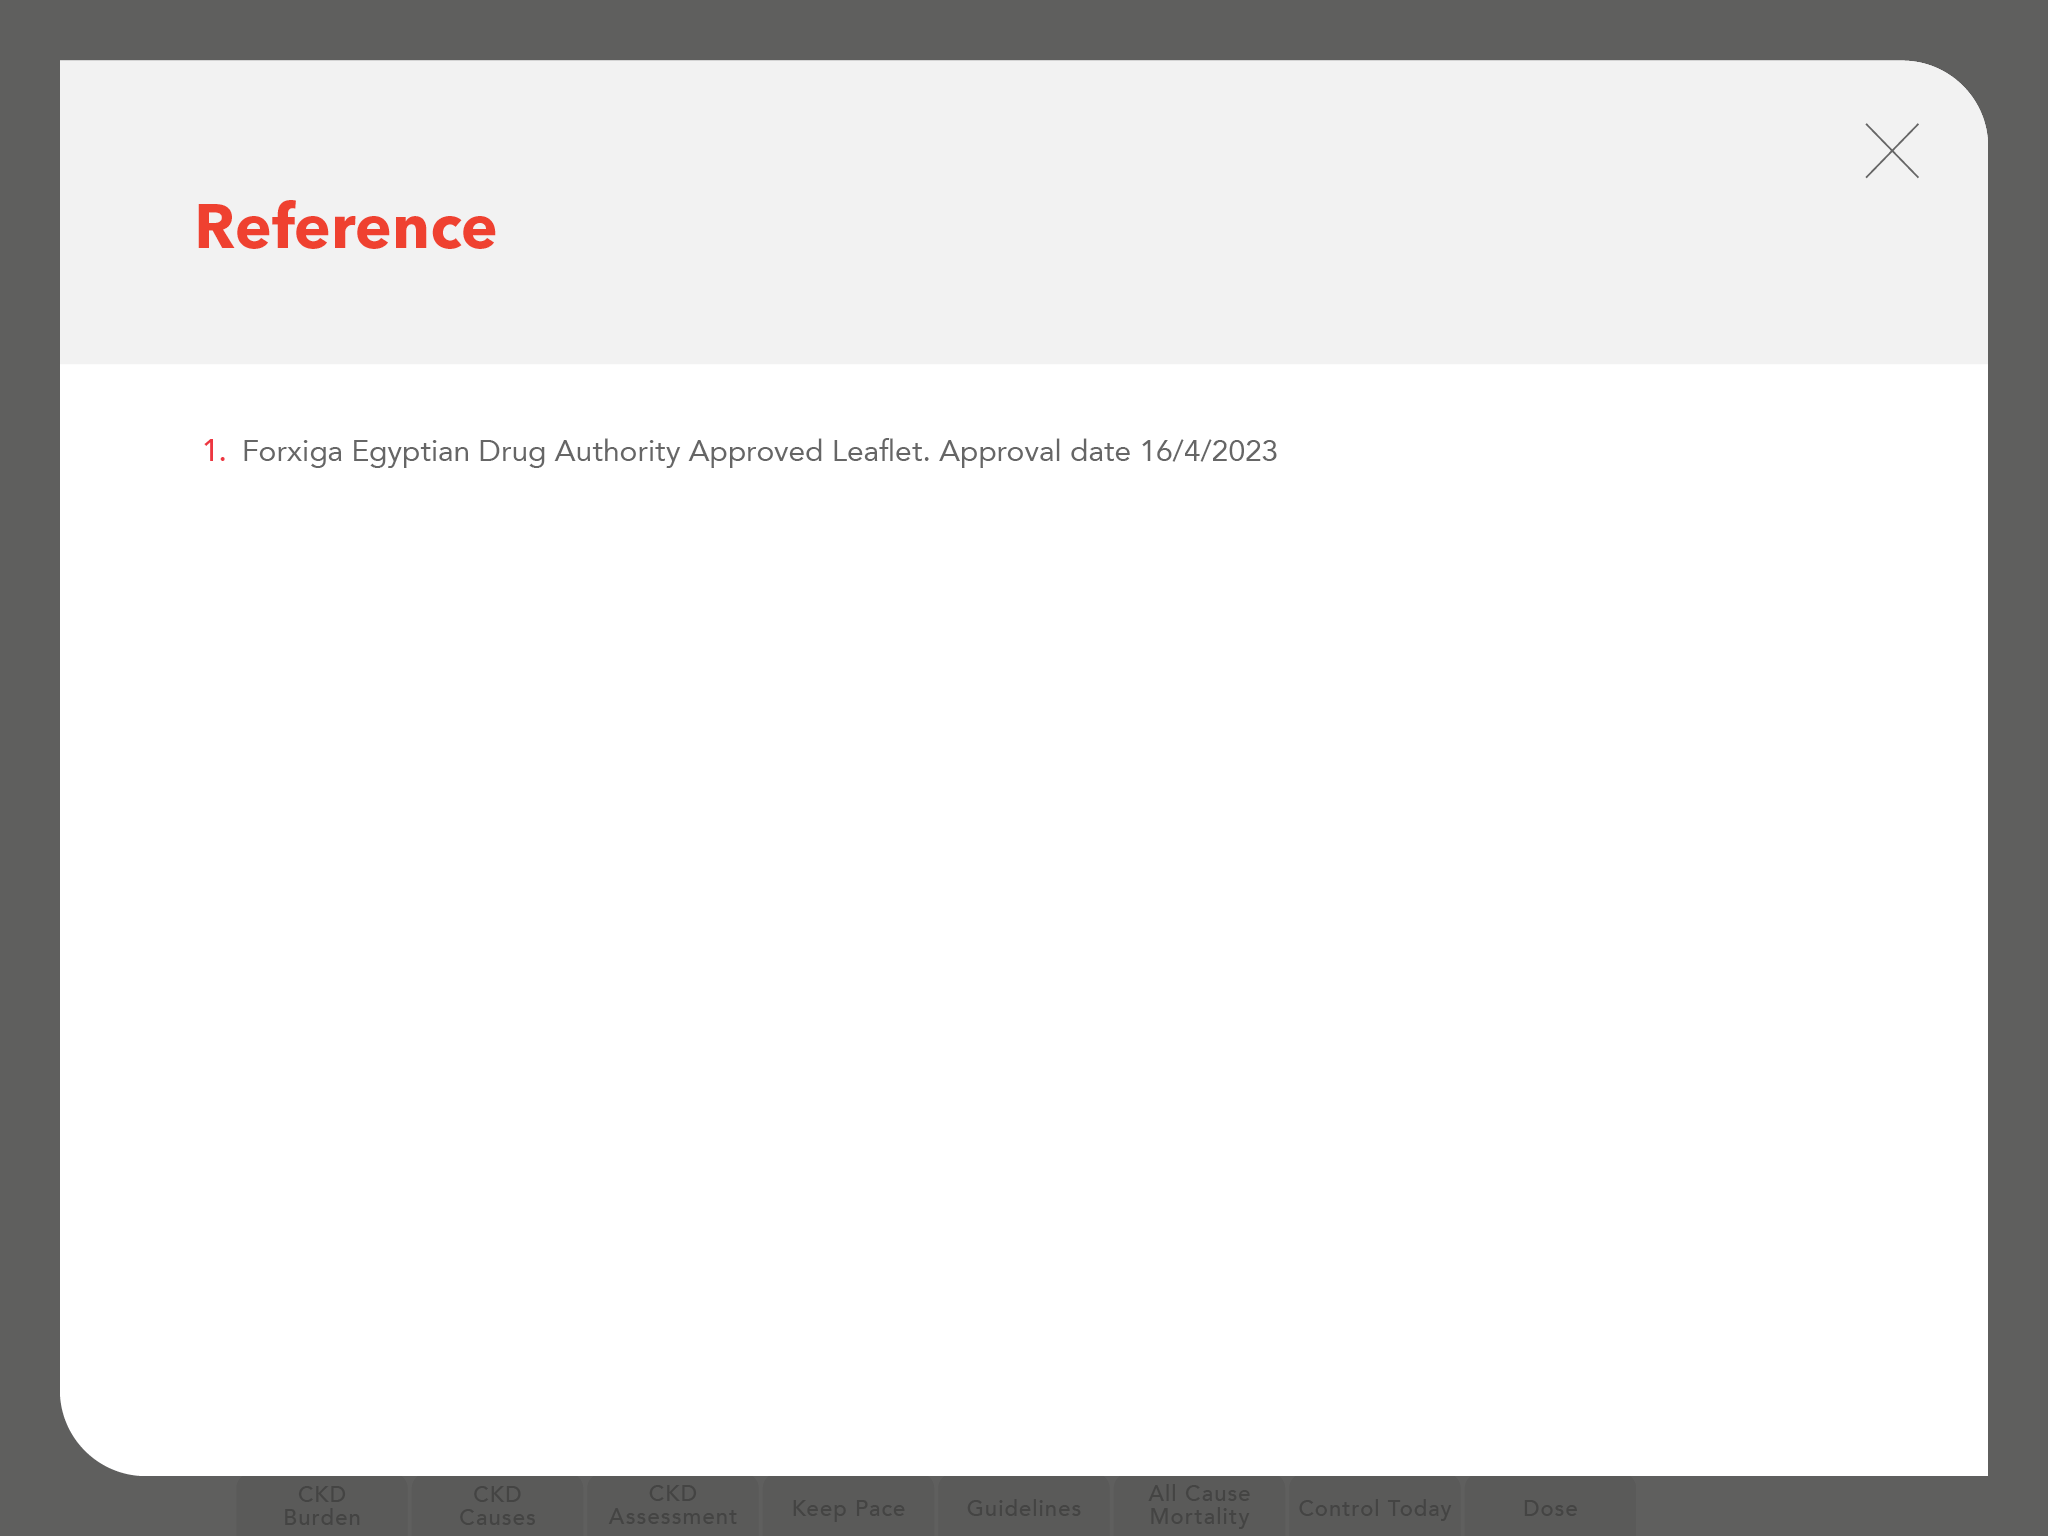 Reference
1. Forxiga Egyptian Drug Authority Approved Leaflet. Approval date 16/4/2023
CKD
Burden
CKD
Causes
CKD
Assessment
Keep Pace
Guidelines
All Cause
Mortality
Control Today
Dose